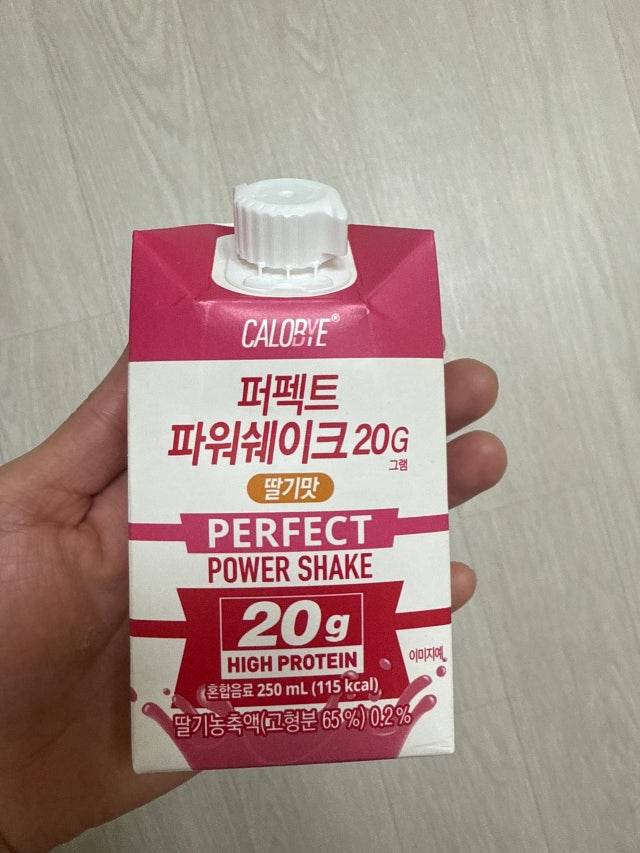 CALOBYE®
퍼펙트
파워쉐이크 20G
그램
딸기맛
PERFECT
POWER SHAKE
20g
HIGH PROTEIN
이미지예
혼합음료 250 mL (115 kcal)
딸기농축액(고형분 65 %) 0.2 %